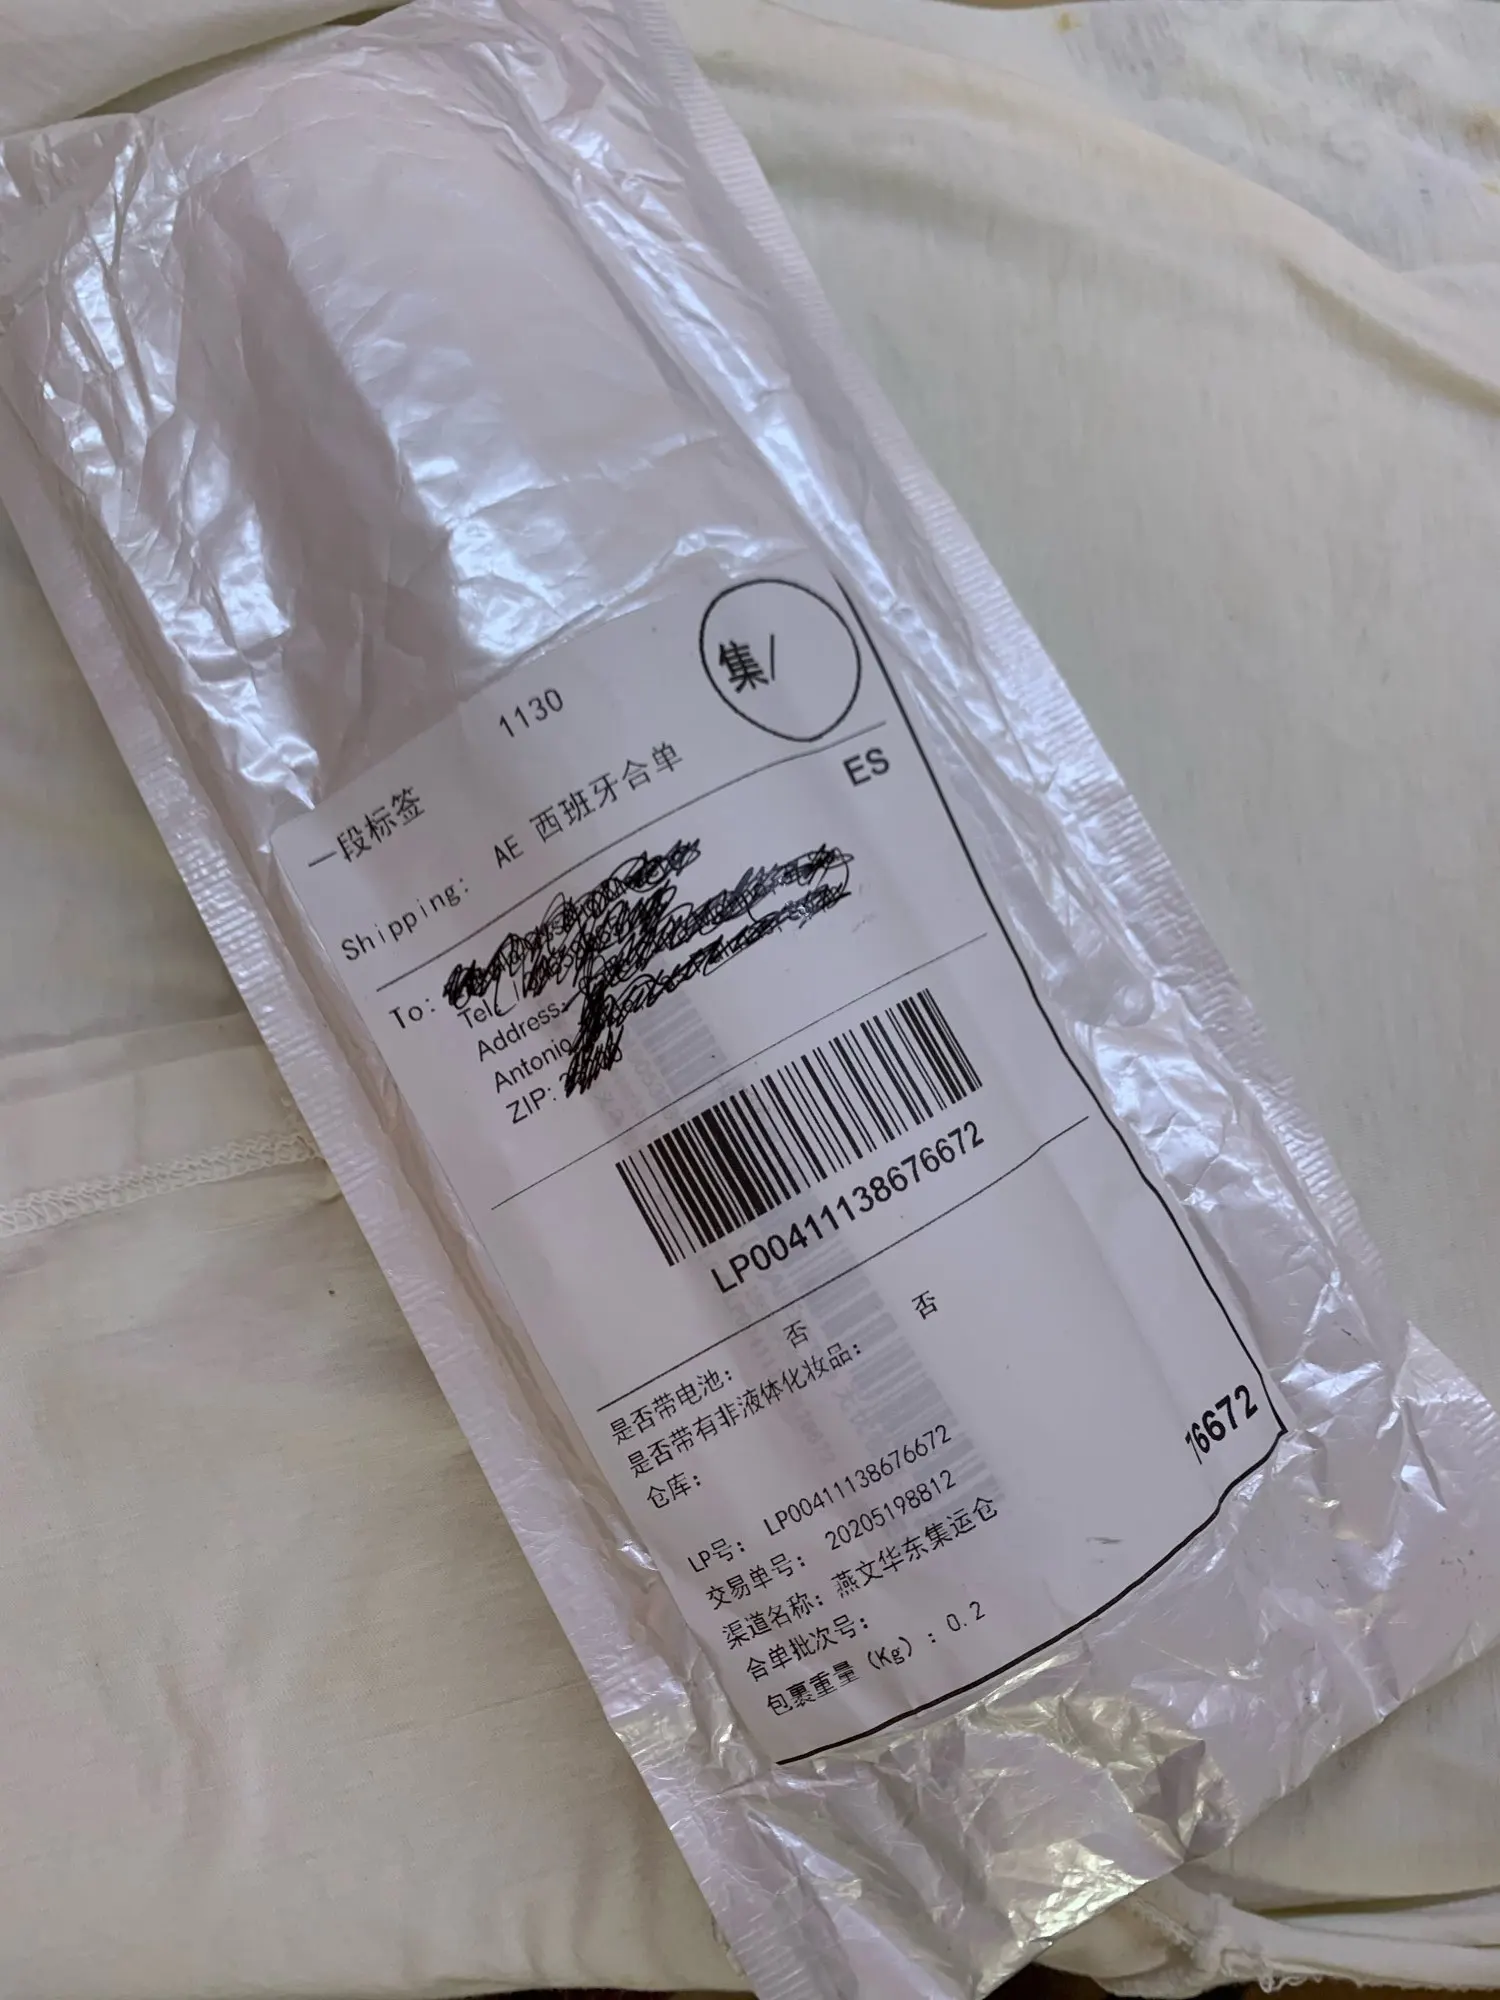 集/
1130
一段标签
Shipping: AE 西班牙合单
ES
To:
Tel
Address:
Antonio
ZIP:
LP00411138676672
是否带电池: 否
是否带有非液体化妆品: 否
仓库:
LP号: LP00411138676672
交易单号: 20205198812
渠道名称: 燕文华东集运仓
合单批次号:
包裹重量 (Kg) : 0.2
76672